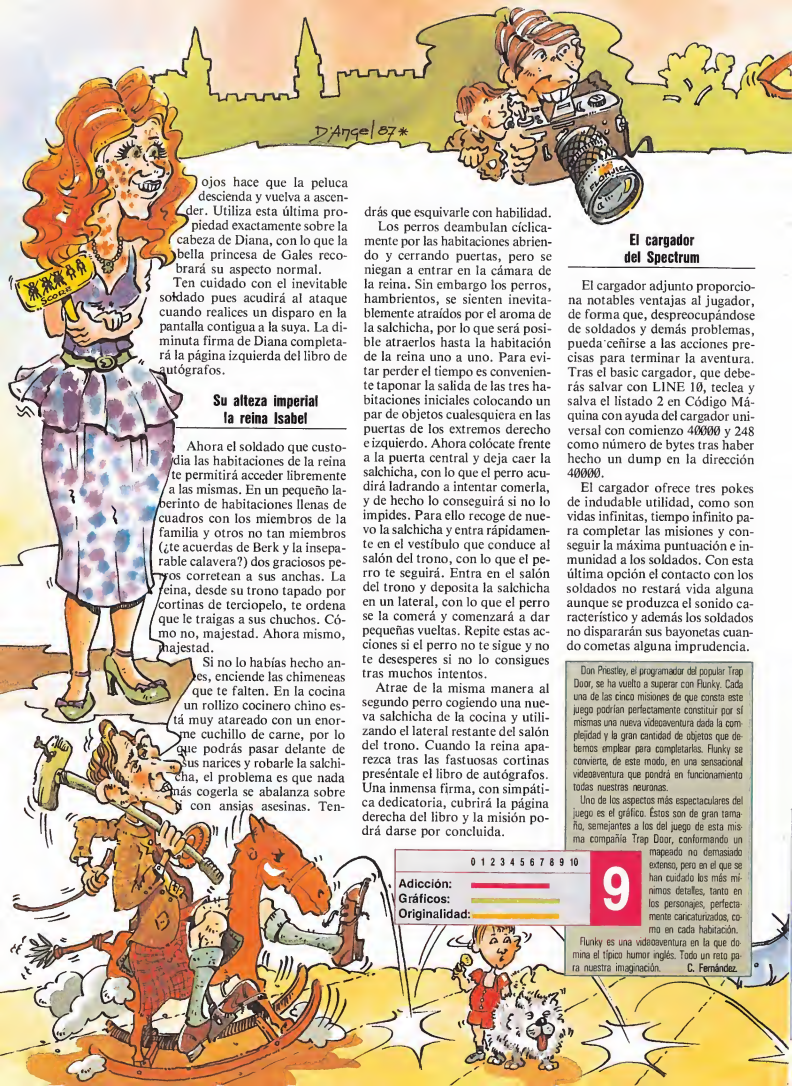 D'Angel 87*
SCORE
ojos hace que la peluca
descienda y vuelva a ascen-
der. Utiliza esta última pro-
piedad exactamente sobre la
cabeza de Diana, con lo que la
bella princesa de Gales reco-
brará su aspecto normal.
Ten cuidado con el inevitable
soldado pues acudirá al ataque
cuando realices un disparo en la
pantalla contigua a la suya. La di-
minuta firma de Diana completa-
rá la página izquierda del libro de
autógrafos.
Su alteza imperial
la reina Isabel
Ahora el soldado que custo-
dia las habitaciones de la reina
te permitirá acceder libremente
a las mismas. En un pequeño la-
berinto de habitaciones llenas de
cuadros con los miembros de la
familia y otros no tan miembros
(¿te acuerdas de Berk y la insepa-
rable calavera?) dos graciosos pe-
rros corretean a sus anchas. La
reina, desde su trono tapado por
cortinas de terciopelo, te ordena
que le traigas a sus chuchos. Có-
mo no, majestad. Ahora mismo,
majestad.
Si no lo habías hecho an-
tes, enciende las chimeneas
que te falten. En la cocina
un rollizo cocinero chino es-
tá muy atareado con un enor-
me cuchillo de carne, por lo
que podrás pasar delante de
sus narices y robarle la salchi-
cha, el problema es que nada
más cogerla se abalanza sobre
ti con ansias asesinas. Ten-
drás que esquivarle con habilidad.
Los perros deambulan cíclica-
mente por las habitaciones abrien-
do y cerrando puertas, pero se
niegan a entrar en la cámara de
la reina. Sin embargo los perros,
hambrientos, se sienten inevita-
blemente atraídos por el aroma de
la salchicha, por lo que será posi-
ble atraerlos hasta la habitación
de la reina uno a uno. Para evi-
tar perder el tiempo es convenien-
te taponar la salida de las tres ha-
bitaciones iniciales colocando un
par de objetos cualesquiera en las
puertas de los extremos derecho
e izquierdo. Ahora colócate frente
a la puerta central y deja caer la
salchicha, con lo que el perro acu-
dirá ladrando a intentar comerla,
y de hecho lo conseguirá si no lo
impides. Para ello recoge de nue-
vo la salchicha y entra rápidamen-
te en el vestíbulo que conduce al
salón del trono, con lo que el pe-
rro te seguirá. Entra en el salón
del trono y deposita la salchicha
en un lateral, con lo que el perro
se la comerá y comenzará a dar
pequeñas vueltas. Repite estas ac-
ciones si el perro no te sigue y no
te desesperes si no lo consigues
tras muchos intentos.
Atrae de la misma manera al
segundo perro cogiendo una nue-
va salchicha de la cocina y utili-
zando el lateral restante del salón
del trono. Cuando la reina apa-
rezca tras las fastuosas cortinas
preséntale el libro de autógrafos.
Una inmensa firma, con simpáti-
ca dedicatoria, cubrirá la página
derecha del libro y la misión po-
drá darse por concluida.
El cargador
del Spectrum
El cargador adjunto proporcio-
na notables ventajas al jugador,
de forma que, despreocupándose
de soldados y demás problemas,
pueda ceñirse a las acciones pre-
cisas para terminar la aventura.
Tras el basic cargador, que debe-
rás salvar con LINE 10, teclea y
salva el listado 2 en Código Má-
quina con ayuda del cargador uni-
versal con comienzo 40000 y 248
como número de bytes tras haber
hecho un dump en la dirección
40000.
El cargador ofrece tres pokes
de indudable utilidad, como son
vidas infinitas, tiempo infinito pa-
ra completar las misiones y con-
seguir la máxima puntuación e in-
munidad a los soldados. Con esta
última opción el contacto con los
soldados no restará vida alguna
aunque se produzca el sonido ca-
racterístico y además los soldados
no dispararán sus bayonetas cuan-
do cometas alguna imprudencia.
Don Priestley, el programador del popular Trap
Door, se ha vuelto a superar con Flunky. Cada
una de las cinco misiones de que consta este
juego podrían perfectamente constituir por sí
mismas una nueva videoaventura dada la com-
plejidad y la gran cantidad de objetos que de-
bemos emplear para completarlas. Flunky se
convierte, de este modo, en una sensacional
videoaventura que pondrá en funcionamiento
todas nuestras neuronas.
Uno de los aspectos más espectaculares del
juego es el gráfico. Éstos son de gran tama-
ño, semejantes a los del juego de esta mis-
ma compañía Trap Door, conformando un
mapeado no demasiado
extenso, pero en el que se
han cuidado los más mí-
nimos detalles, tanto en
los personajes, perfecta-
mente caricaturizados, co-
mo en cada habitación.
Flunky es una videoaventura en la que do-
mina el típico humor inglés. Todo un reto pa-
ra nuestra imaginación. C. Fernández.
0 1 2 3 4 5 6 7 8 9 10
Adicción:
Gráficos:
Originalidad:
9